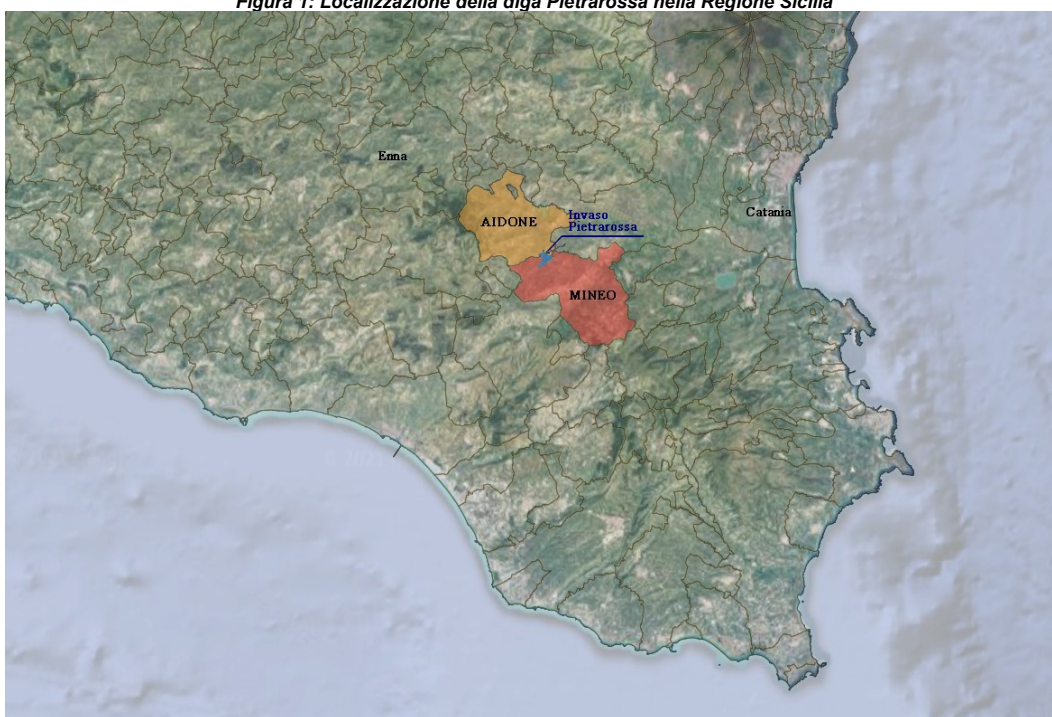 Figura 1: Localizzazione della diga Pietrarossa nella Regione Sicilia
Enna
AIDONE
Invaso
Pietrarossa
Catania
MINEO